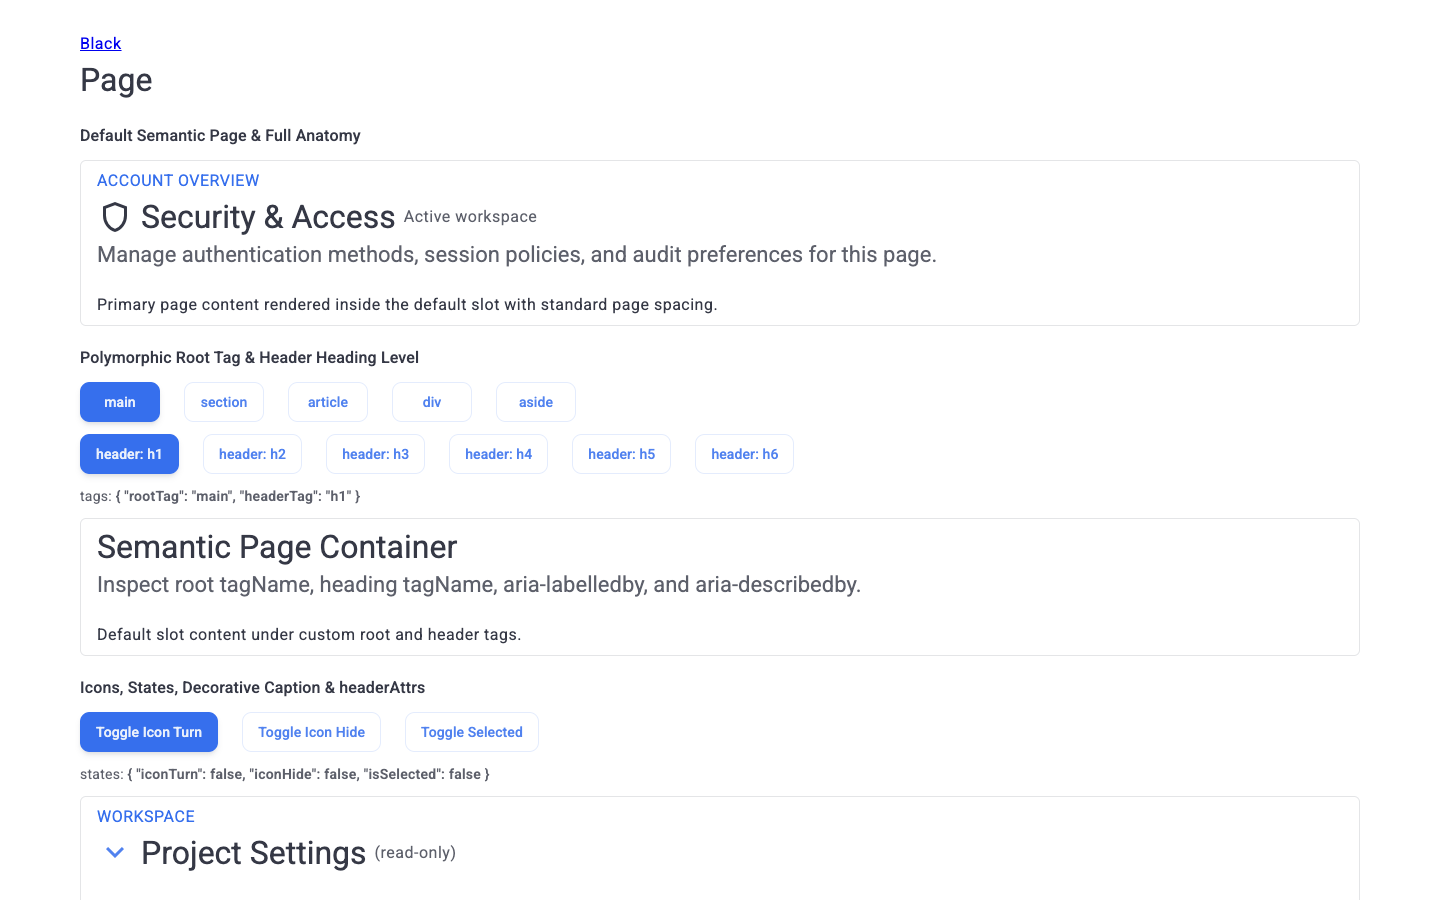 Black
Page
Default Semantic Page & Full Anatomy
ACCOUNT OVERVIEW
Security & Access Active workspace
Manage authentication methods, session policies, and audit preferences for this page.
Primary page content rendered inside the default slot with standard page spacing.
Polymorphic Root Tag & Header Heading Level
main section article div aside
header: h1 header: h2 header: h3 header: h4 header: h5 header: h6
tags: { "rootTag": "main", "headerTag": "h1" }
Semantic Page Container
Inspect root tagName, heading tagName, aria-labelledby, and aria-describedby.
Default slot content under custom root and header tags.
Icons, States, Decorative Caption & headerAttrs
Toggle Icon Turn Toggle Icon Hide Toggle Selected
states: { "iconTurn": false, "iconHide": false, "isSelected": false }
WORKSPACE
Project Settings (read-only)